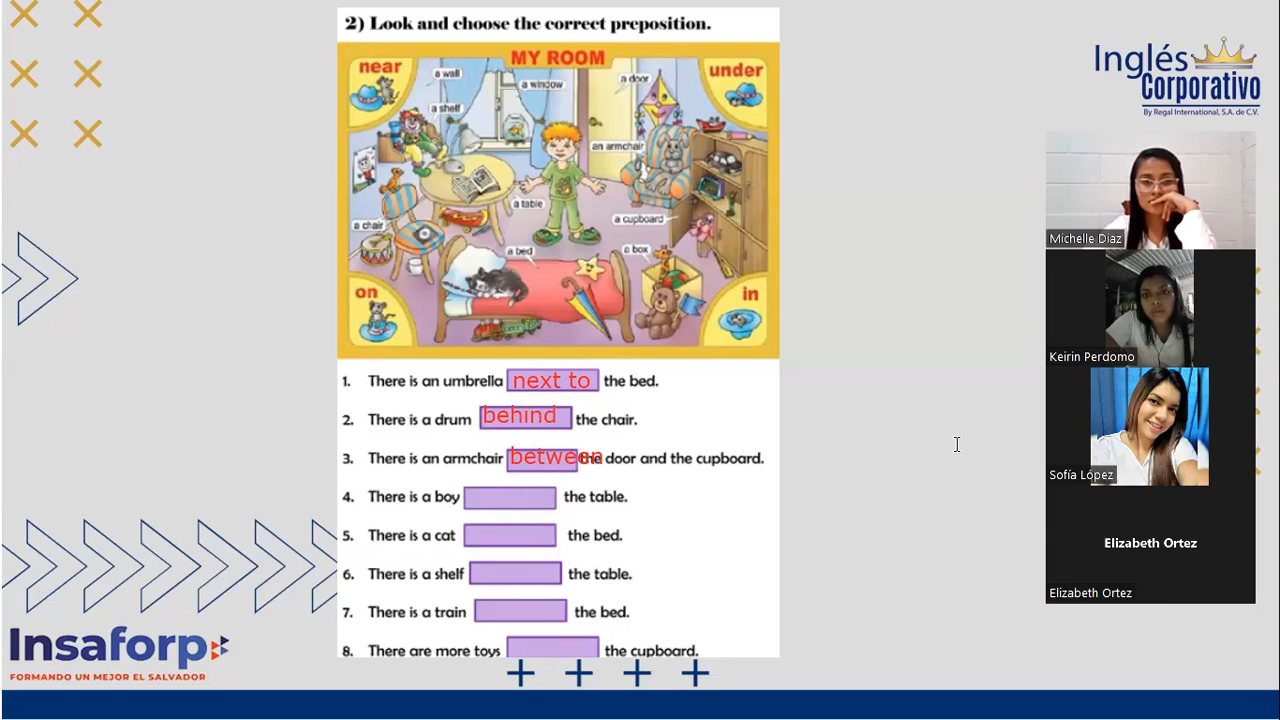 2) Look and choose the correct preposition.
MY ROOM
near
under
a wall
a window
a door
a shelf
an armchair
a table
a cupboard
a chair
a bed
a box
on
in
1. There is an umbrella next to the bed.
2. There is a drum behind the chair.
3. There is an armchair between the door and the cupboard.
4. There is a boy the table.
5. There is a cat the bed.
6. There is a shelf the table.
7. There is a train the bed.
8. There are more toys the cupboard.
Inglés
Corporativo
By Regal International, S.A. de C.V.
Michelle Diaz
Keirin Perdomo
Sofía López
Elizabeth Ortez
Elizabeth Ortez
Insaforp
FORMANDO UN MEJOR EL SALVADOR